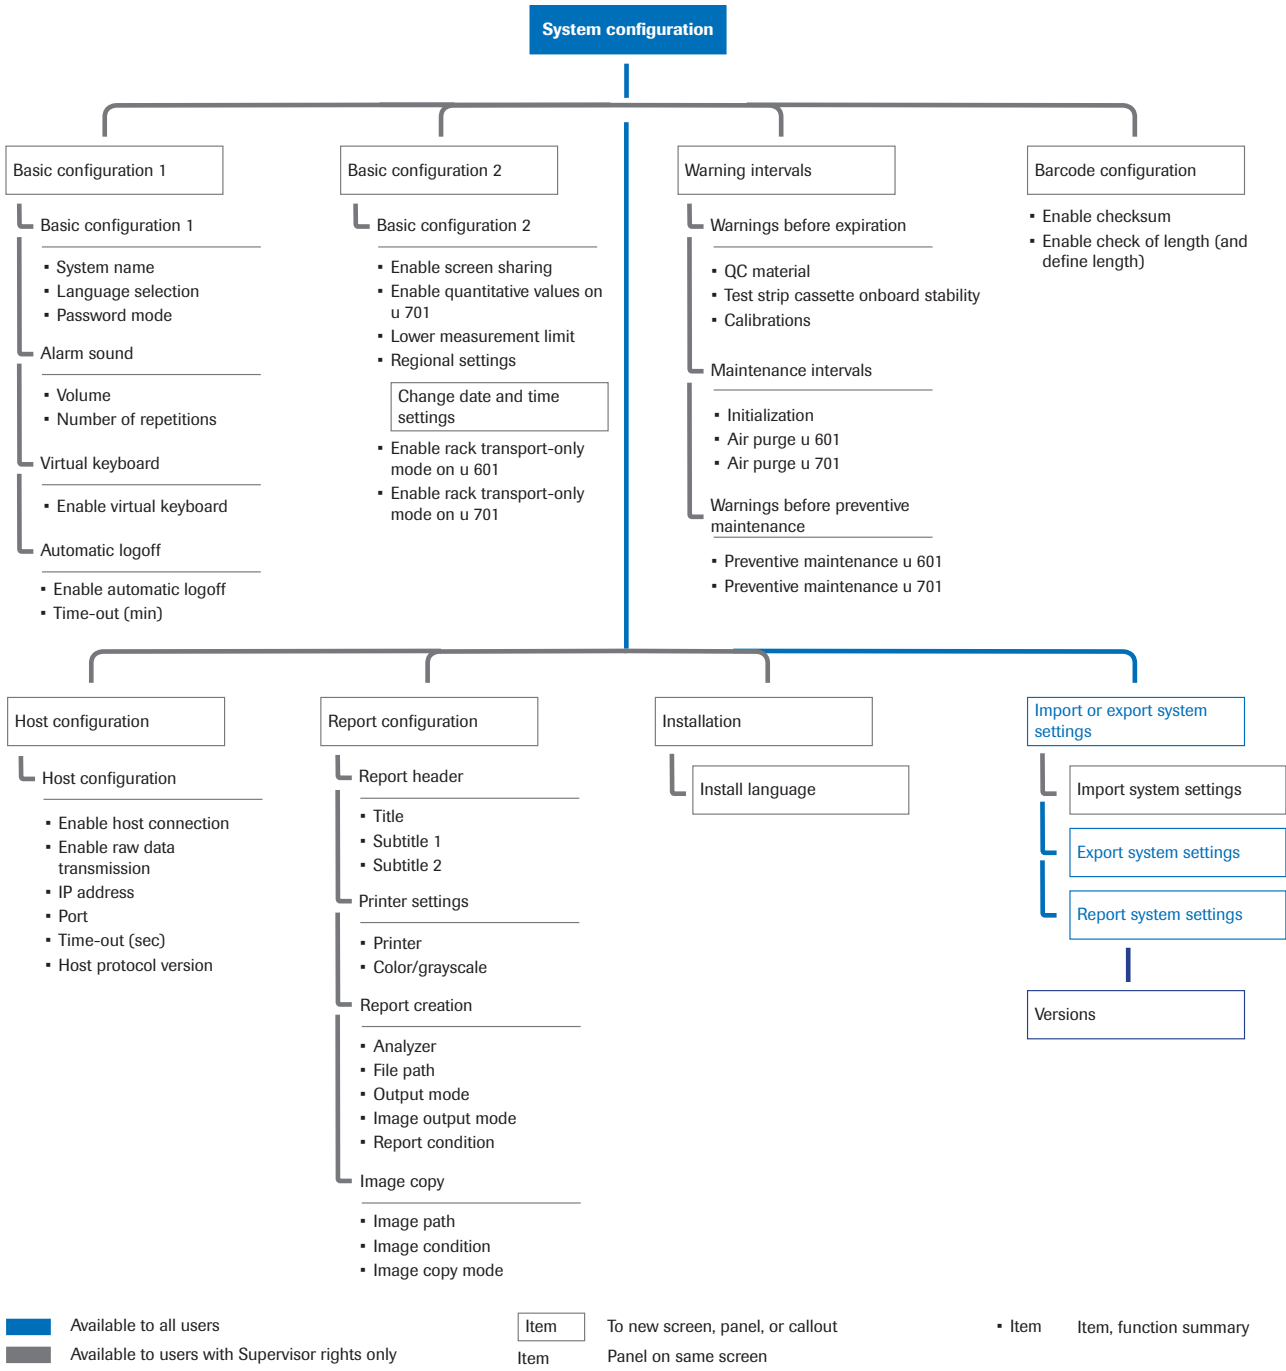 System configuration
Basic configuration 1
Basic configuration 1
▪ System name
▪ Language selection
▪ Password mode
Alarm sound
▪ Volume
▪ Number of repetitions
Virtual keyboard
▪ Enable virtual keyboard
Automatic logoff
▪ Enable automatic logoff
▪ Time-out (min)
Basic configuration 2
Basic configuration 2
▪ Enable screen sharing
▪ Enable quantitative values on
u 701
▪ Lower measurement limit
▪ Regional settings
Change date and time
settings
▪ Enable rack transport-only
mode on u 601
▪ Enable rack transport-only
mode on u 701
Warning intervals
Warnings before expiration
▪ QC material
▪ Test strip cassette onboard stability
▪ Calibrations
Maintenance intervals
▪ Initialization
▪ Air purge u 601
▪ Air purge u 701
Warnings before preventive
maintenance
▪ Preventive maintenance u 601
▪ Preventive maintenance u 701
Barcode configuration
▪ Enable checksum
▪ Enable check of length (and
define length)
Host configuration
Host configuration
▪ Enable host connection
▪ Enable raw data
transmission
▪ IP address
▪ Port
▪ Time-out (sec)
▪ Host protocol version
Report configuration
Report header
▪ Title
▪ Subtitle 1
▪ Subtitle 2
Printer settings
▪ Printer
▪ Color/grayscale
Report creation
▪ Analyzer
▪ File path
▪ Output mode
▪ Image output mode
▪ Report condition
Image copy
▪ Image path
▪ Image condition
▪ Image copy mode
Installation
Install language
Import or export system
settings
Import system settings
Export system settings
Report system settings
Versions
Available to all users
Available to users with Supervisor rights only
Item To new screen, panel, or callout
Item Panel on same screen
▪ Item Item, function summary